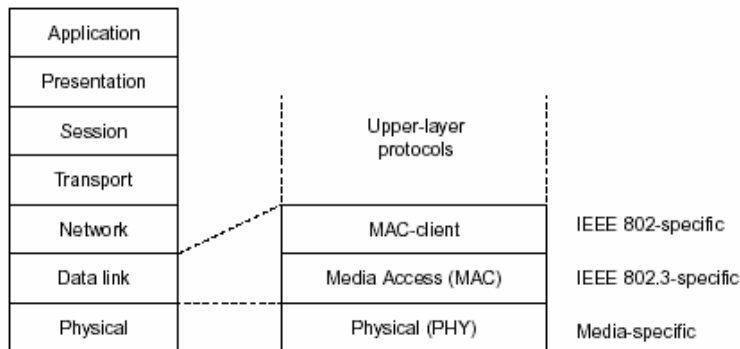 Application
Presentation
Session
Transport
Network
Data link
Physical
Upper-layer
protocols
MAC-client
Media Access (MAC)
Physical (PHY)
IEEE 802-specific
IEEE 802.3-specific
Media-specific